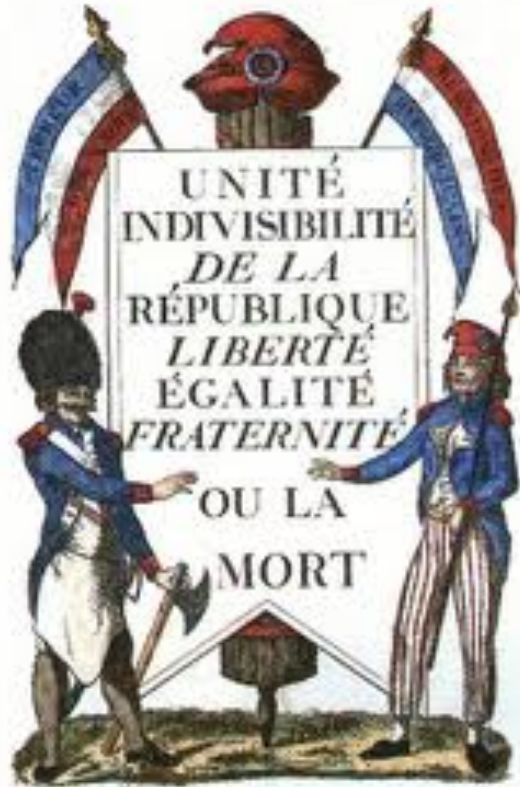 UNITÉ
INDIVISIBILITÉ
DE LA
RÉPUBLIQUE
LIBERTÉ
ÉGALITÉ
FRATERNITÉ
OU LA
MORT